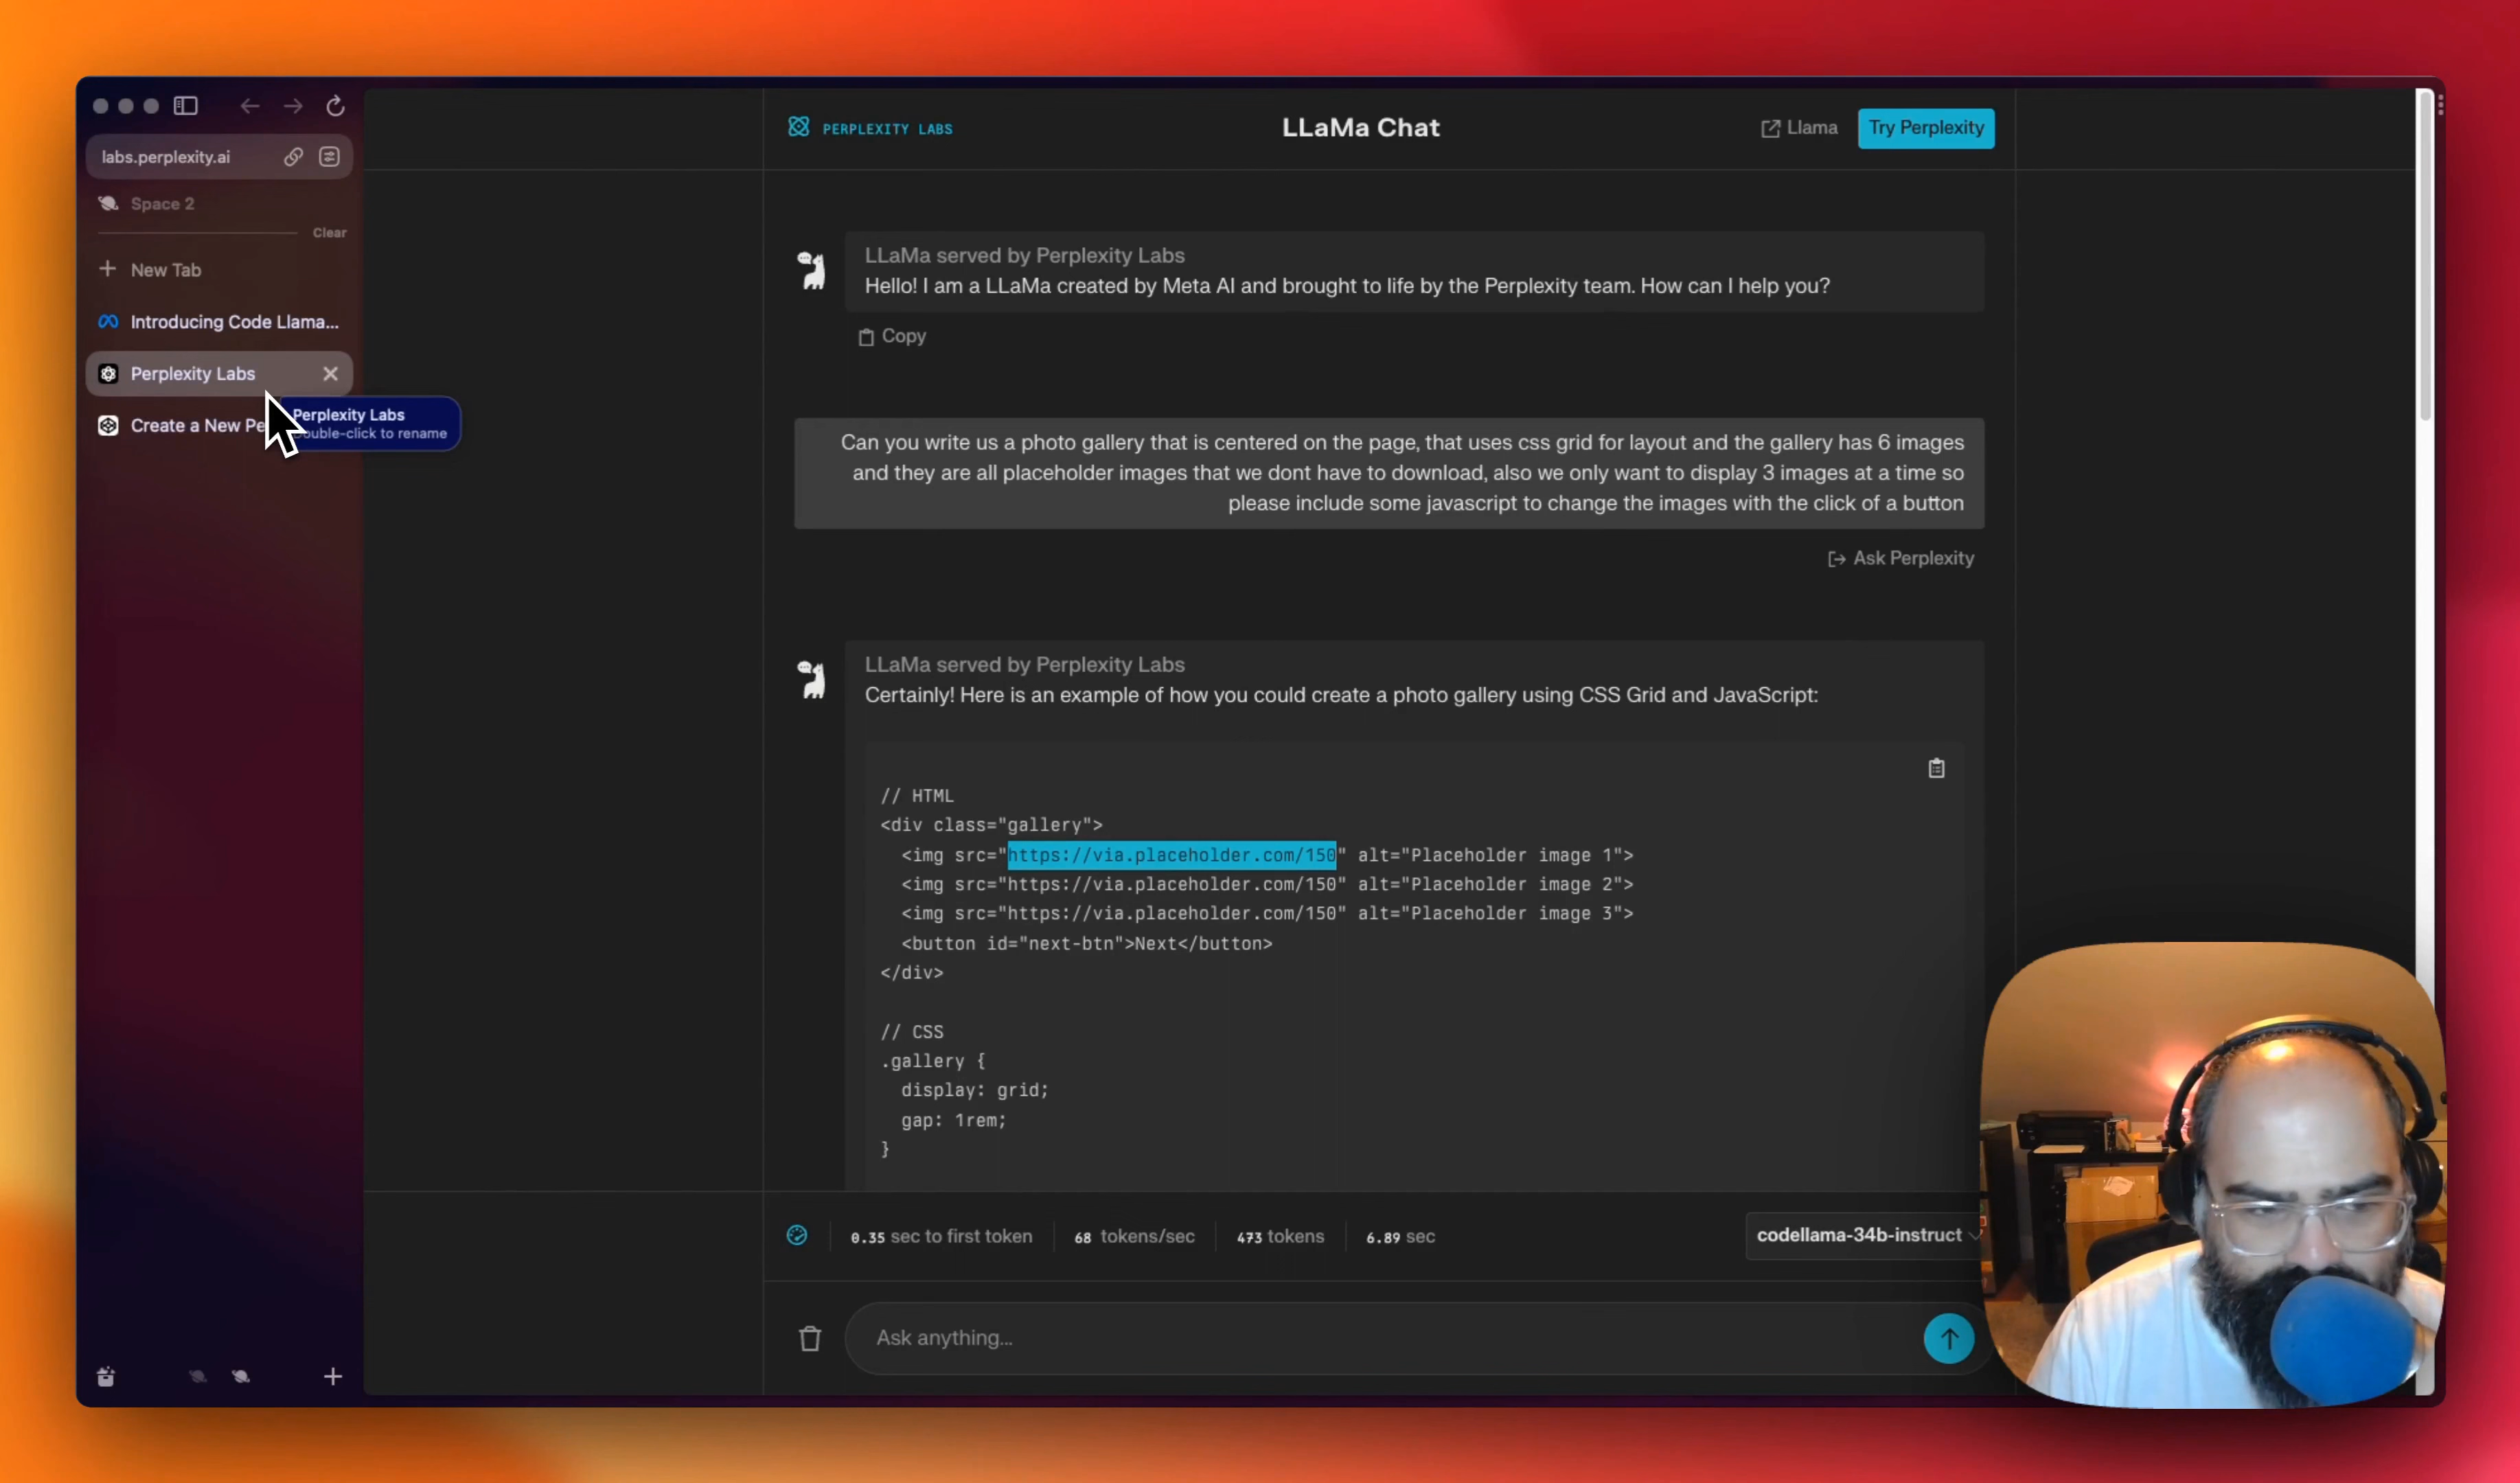 labs.perplexity.ai
Space 2
Clear
New Tab
Introducing Code Llama...
Perplexity Labs
Create a New Pe
Perplexity Labs
Double-click to rename
PERPLEXITY LABS
LLaMa Chat
Llama
Try Perplexity
LLaMa served by Perplexity Labs
Hello! I am a LLaMa created by Meta AI and brought to life by the Perplexity team. How can I help you?
Copy
Can you write us a photo gallery that is centered on the page, that uses css grid for layout and the gallery has 6 images
and they are all placeholder images that we dont have to download, also we only want to display 3 images at a time so
please include some javascript to change the images with the click of a button
Ask Perplexity
LLaMa served by Perplexity Labs
Certainly! Here is an example of how you could create a photo gallery using CSS Grid and JavaScript:
// HTML
<div class="gallery">
<img src="https://via.placeholder.com/150" alt="Placeholder image 1">
<img src="https://via.placeholder.com/150" alt="Placeholder image 2">
<img src="https://via.placeholder.com/150" alt="Placeholder image 3">
<button id="next-btn">Next</button>
</div>
// CSS
.gallery {
display: grid;
gap: 1rem;
}
0.35 sec to first token
68 tokens/sec
473 tokens
6.89 sec
codellama-34b-instruct
Ask anything...